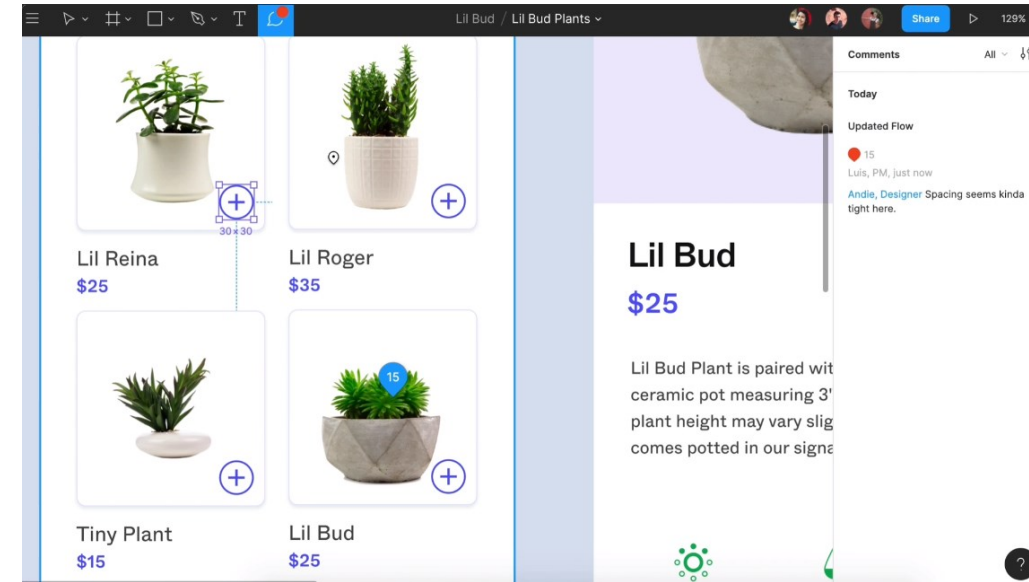 Lil Bud / Lil Bud Plants
Share
129%
30×30
Lil Reina
$25
Lil Roger
$35
15
Tiny Plant
$15
Lil Bud
$25
Lil Bud
$25
Lil Bud Plant is paired wit
ceramic pot measuring 3"
plant height may vary slig
comes potted in our signa
Comments
All
Today
Updated Flow
15
Luis, PM, just now
Andie, Designer Spacing seems kinda
tight here.
?